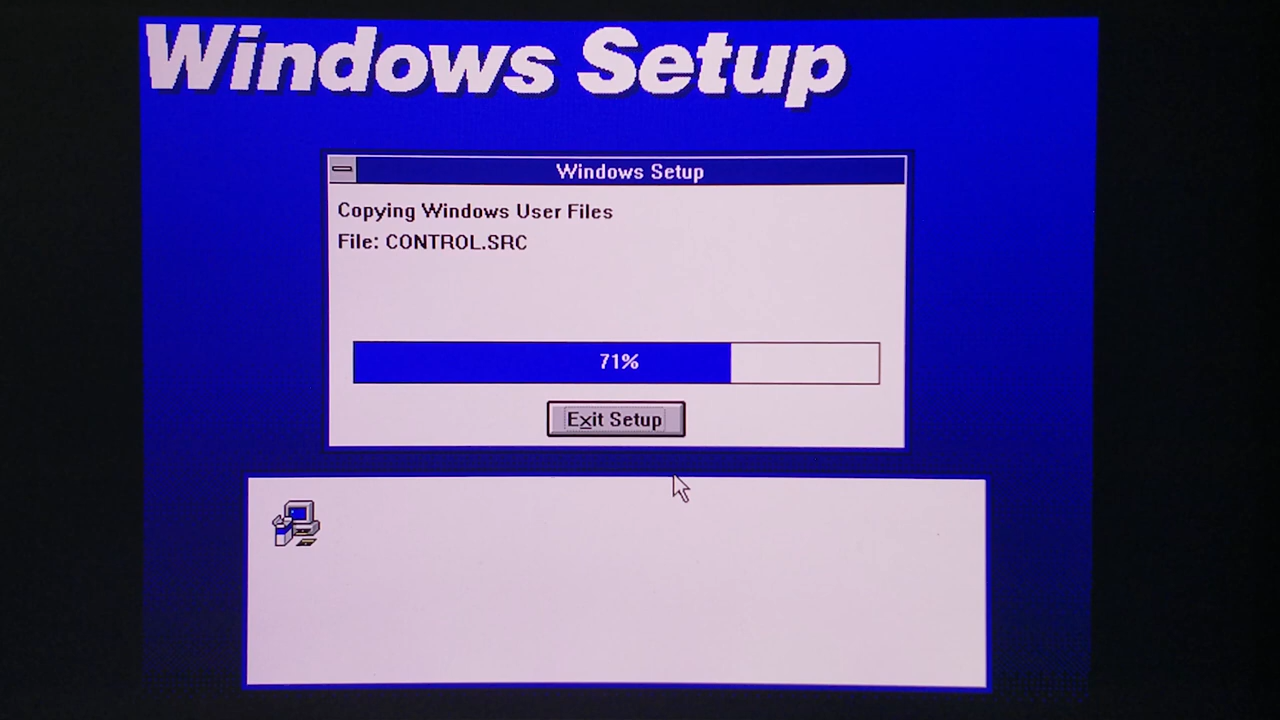 Windows Setup
Windows Setup
Copying Windows User Files
File: CONTROL.SRC
71%
Exit Setup